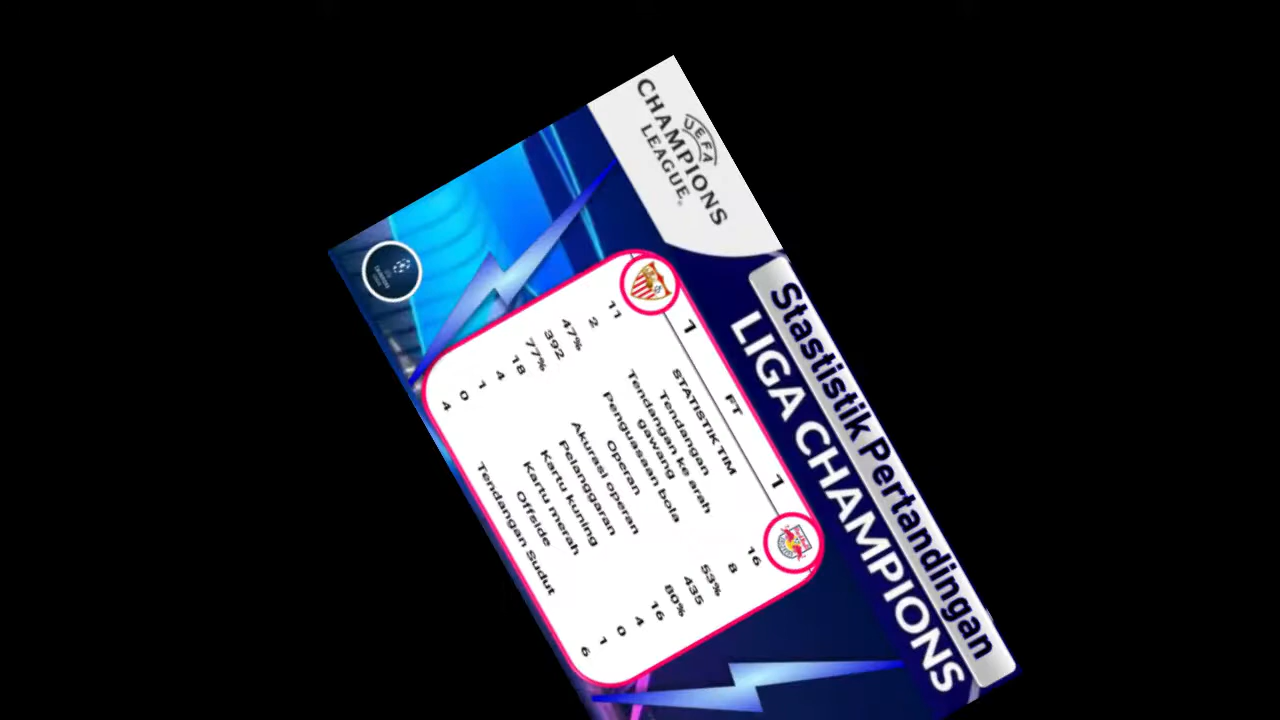 UEFA
CHAMPIONS
LEAGUE®
Stastistik Pertandingan
LIGA CHAMPIONS
1 FT 1
STATISTIK TIM
11 Tendangan 16
2 Tendangan ke arah gawang 8
47% Penguasaan bola 53%
392 Operan 435
77% Akurasi operan 80%
18 Pelanggaran 16
4 Kartu kuning 4
1 Kartu merah 0
0 Offside 1
4 Tendangan Sudut 6